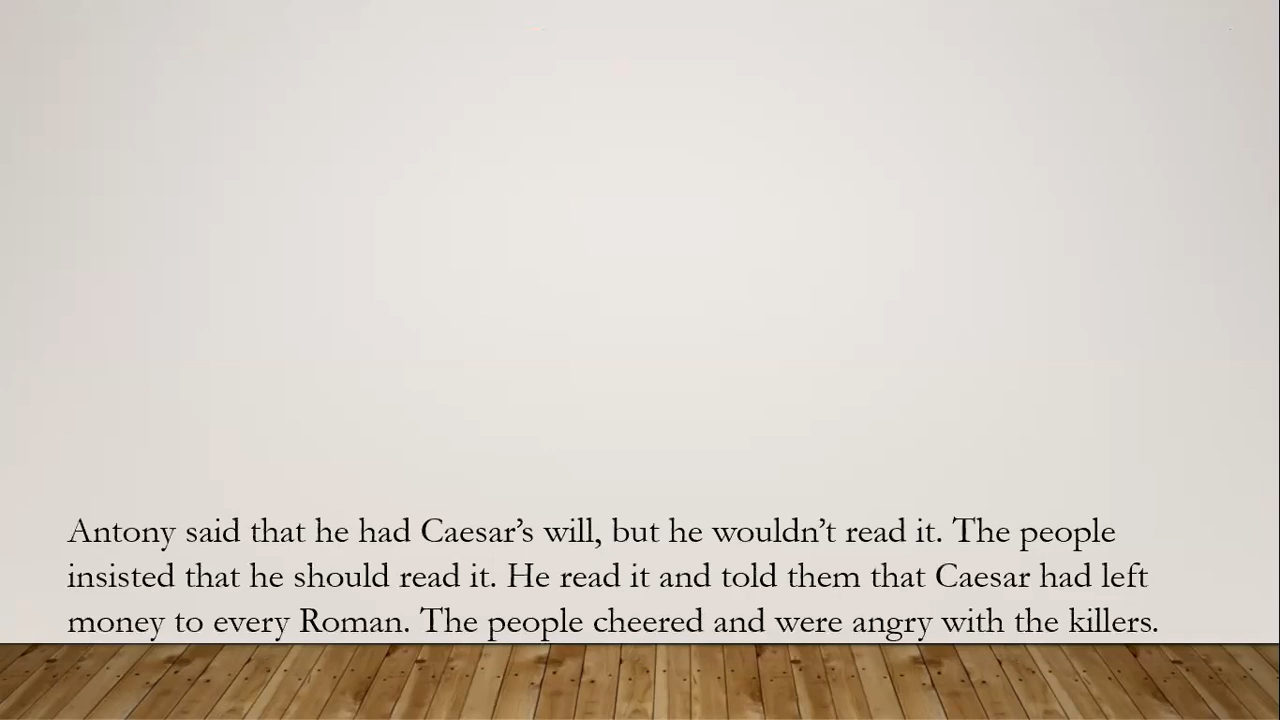 Antony said that he had Caesar’s will, but he wouldn’t read it. The people
insisted that he should read it. He read it and told them that Caesar had left
money to every Roman. The people cheered and were angry with the killers.